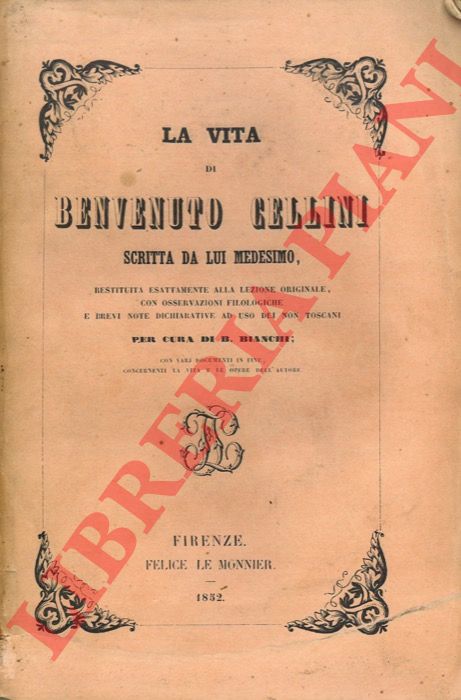 LA VITA
DI
BENVENUTO CELLINI
SCRITTA DA LUI MEDESIMO,
RESTITUITA ESATTAMENTE ALLA LEZIONE ORIGINALE,
CON OSSERVAZIONI FILOLOGICHE
E BREVI NOTE DICHIARATIVE AD USO DEI NON TOSCANI
PER CURA DI B. BIANCHI;
CON VARJ DOCUMENTI IN FINE,
CONCERNENTI LA VITA E LE OPERE DELL'AUTORE
FIRENZE.
FELICE LE MONNIER.
1852.
LIBRERIA PIANI